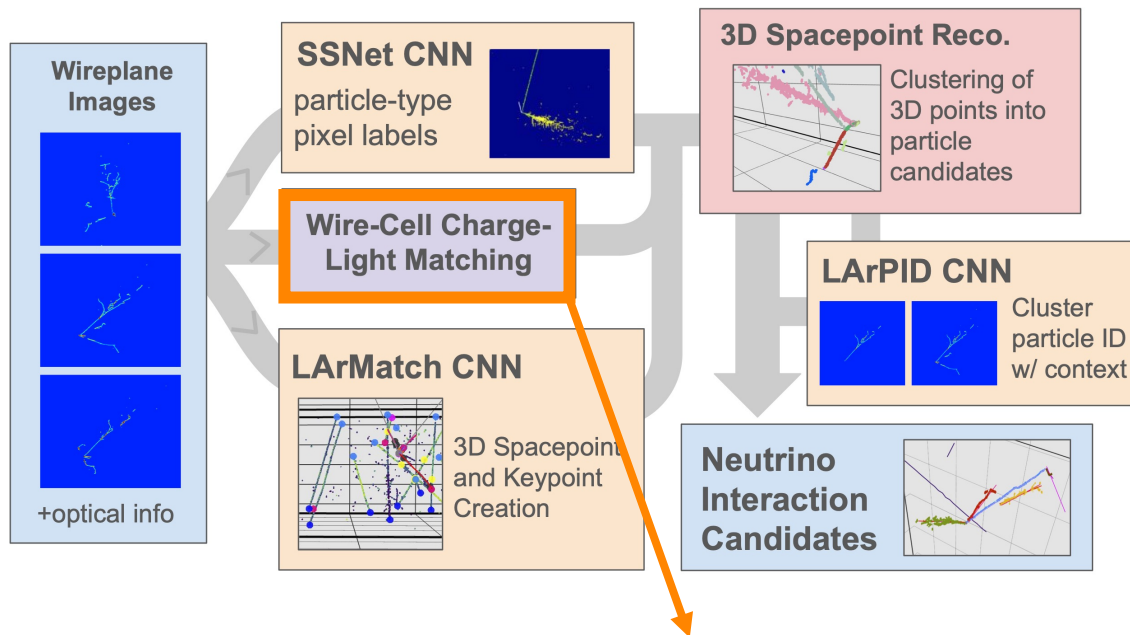 Wireplane
Images
+optical info
SSNet CNN
particle-type
pixel labels
Wire-Cell Charge-
Light Matching
LArMatch CNN
3D Spacepoint
and Keypoint
Creation
3D Spacepoint Reco.
Clustering of
3D points into
particle
candidates
LArPID CNN
Cluster
particle ID
w/ context
Neutrino
Interaction
Candidates